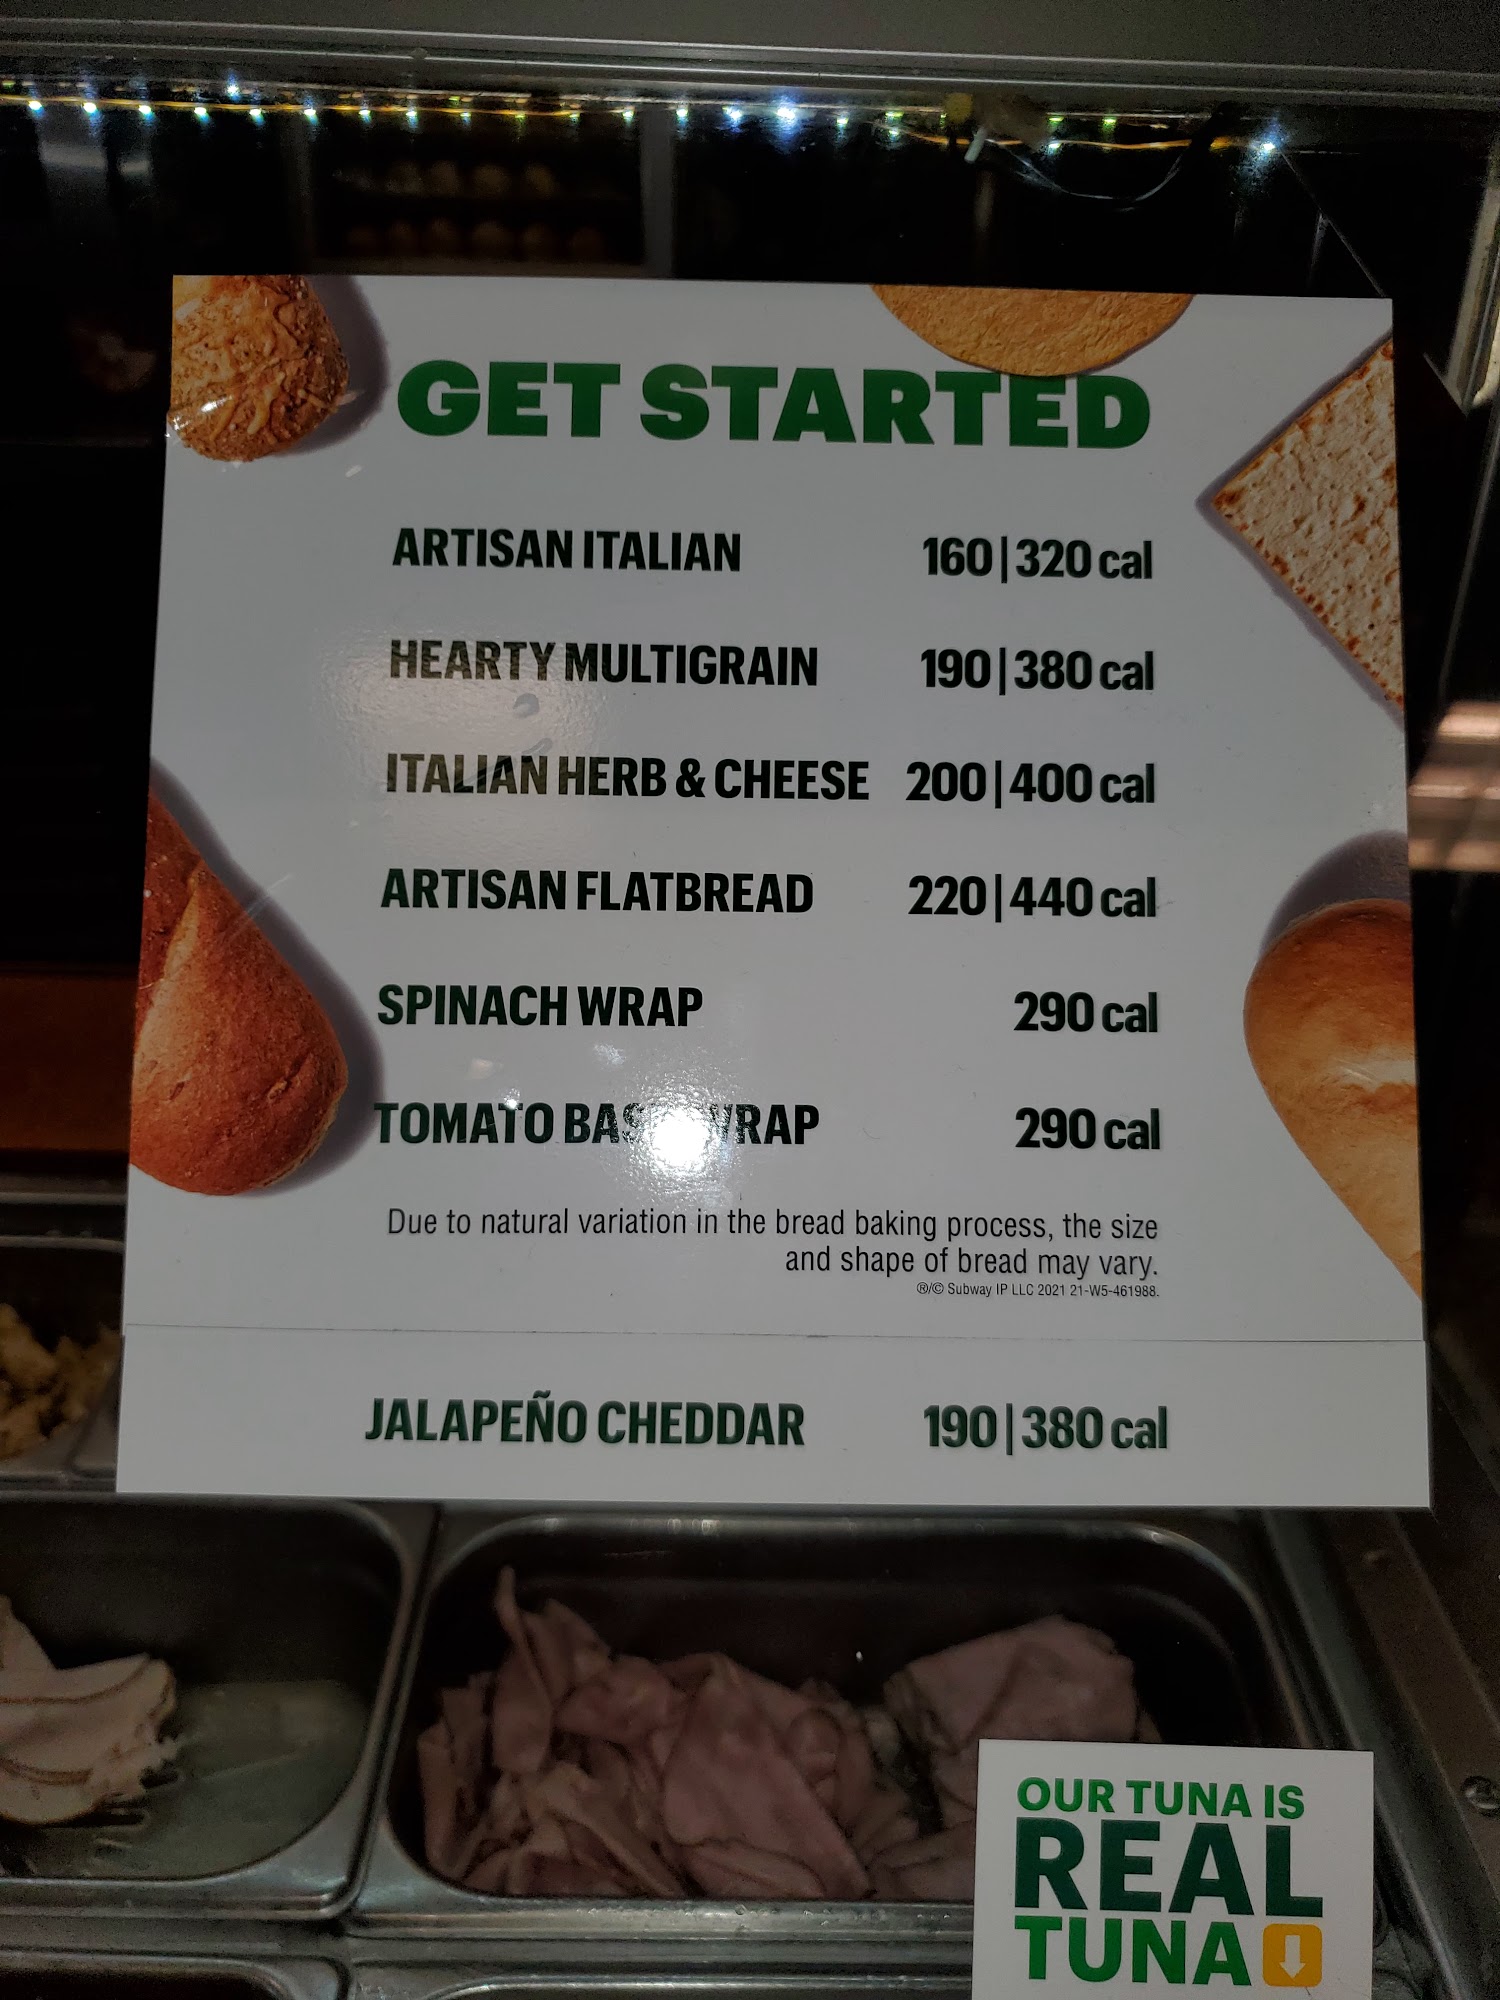 GET STARTED
ARTISAN ITALIAN 160|320 cal
HEARTY MULTIGRAIN 190|380 cal
ITALIAN HERB & CHEESE 200|400 cal
ARTISAN FLATBREAD 220|440 cal
SPINACH WRAP 290 cal
TOMATO BASIL WRAP 290 cal
Due to natural variation in the bread baking process, the size
and shape of bread may vary.
®/© Subway IP LLC 2021 21-W5-461988.
JALAPEÑO CHEDDAR 190|380 cal
OUR TUNA IS
REAL
TUNA